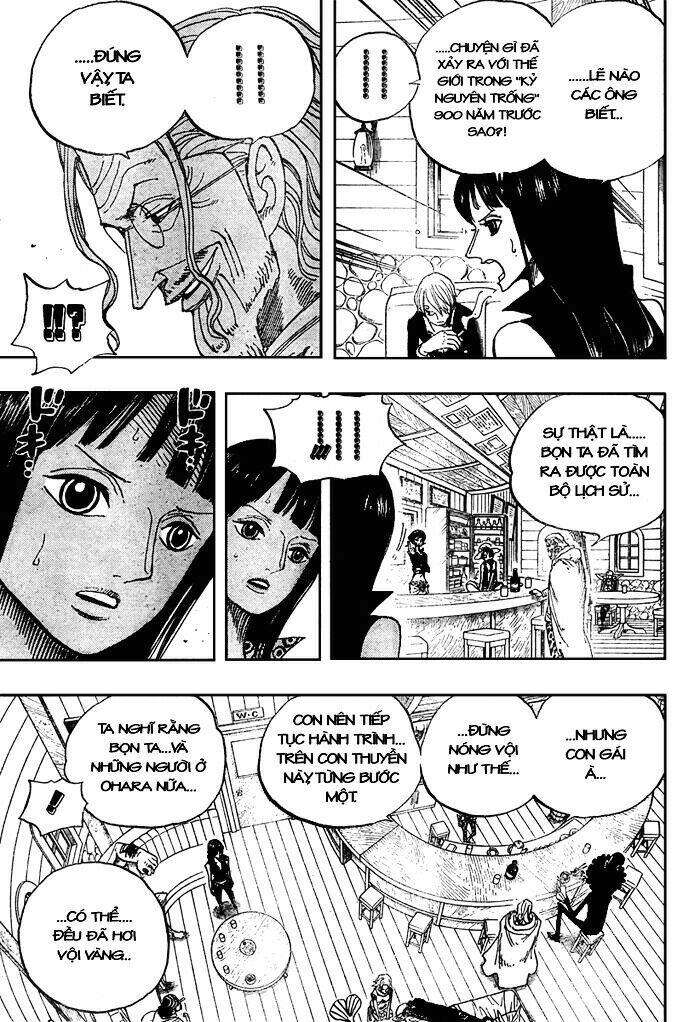 ......LẼ NÀO
CÁC ÔNG
BIẾT...
.....CHUYỆN GÌ ĐÃ
XẢY RA VỚI THẾ
GIỚI TRONG "KỶ
NGUYÊN TRỐNG"
900 NĂM TRƯỚC
SAO?!
......ĐÚNG
VẬY TA
BIẾT.
!!!?
SỰ THẬT LÀ.....
BỌN TA ĐÃ TÌM
RA ĐƯỢC TOÀN
BỘ LỊCH SỬ...
!!!
ドキ...
...NHƯNG
CON GÁI
À...
...ĐỪNG
NÓNG VỘI
NHƯ THẾ...
CON NÊN TIẾP
TỤC HÀNH TRÌNH...
TRÊN CON THUYỀN
NÀY TỪNG BƯỚC
MỘT.
W.C
TA NGHĨ RẰNG
BỌN TA...VÀ
NHỮNG NGƯỜI Ở
OHARA NỮA...
!
...CÓ THỂ...
ĐỀU ĐÃ HƠI
VỘI VÀNG...